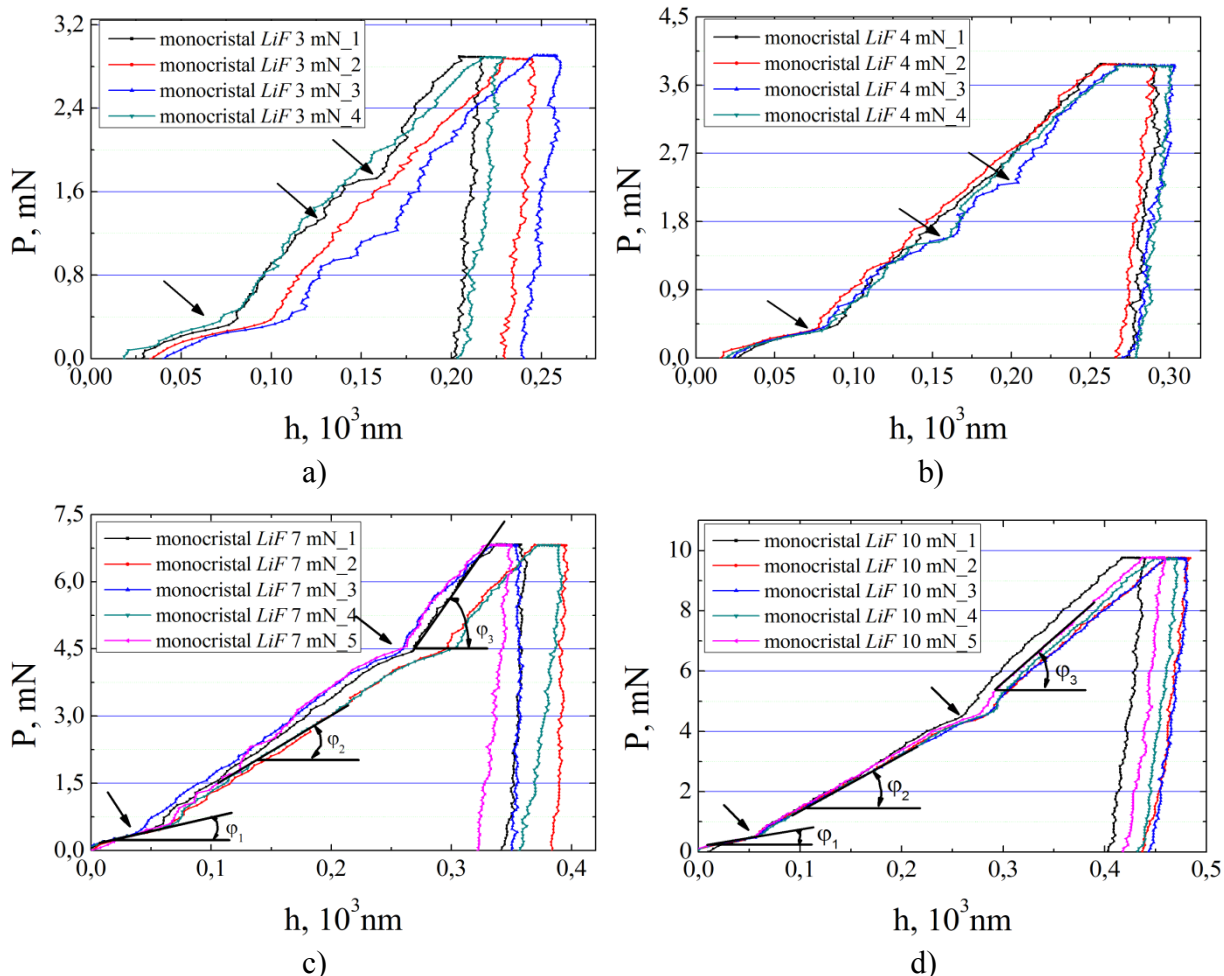 3,2
2,4
1,6
0,8
0,0
P, mN
monocristal LiF 3 mN_1
monocristal LiF 3 mN_2
monocristal LiF 3 mN_3
monocristal LiF 3 mN_4
0,00 0,05 0,10 0,15 0,20 0,25
h, 10³nm
a)
4,5
3,6
2,7
1,8
0,9
0,0
P, mN
monocristal LiF 4 mN_1
monocristal LiF 4 mN_2
monocristal LiF 4 mN_3
monocristal LiF 4 mN_4
0,00 0,05 0,10 0,15 0,20 0,25 0,30
h, 10³nm
b)
7,5
6,0
4,5
3,0
1,5
0,0
P, mN
monocristal LiF 7 mN_1
monocristal LiF 7 mN_2
monocristal LiF 7 mN_3
monocristal LiF 7 mN_4
monocristal LiF 7 mN_5
φ₃
φ₂
φ₁
0,0 0,1 0,2 0,3 0,4
h, 10³nm
c)
10
8
6
4
2
0
P, mN
monocristal LiF 10 mN_1
monocristal LiF 10 mN_2
monocristal LiF 10 mN_3
monocristal LiF 10 mN_4
monocristal LiF 10 mN_5
φ₃
φ₂
φ₁
0,0 0,1 0,2 0,3 0,4 0,5
h, 10³nm
d)